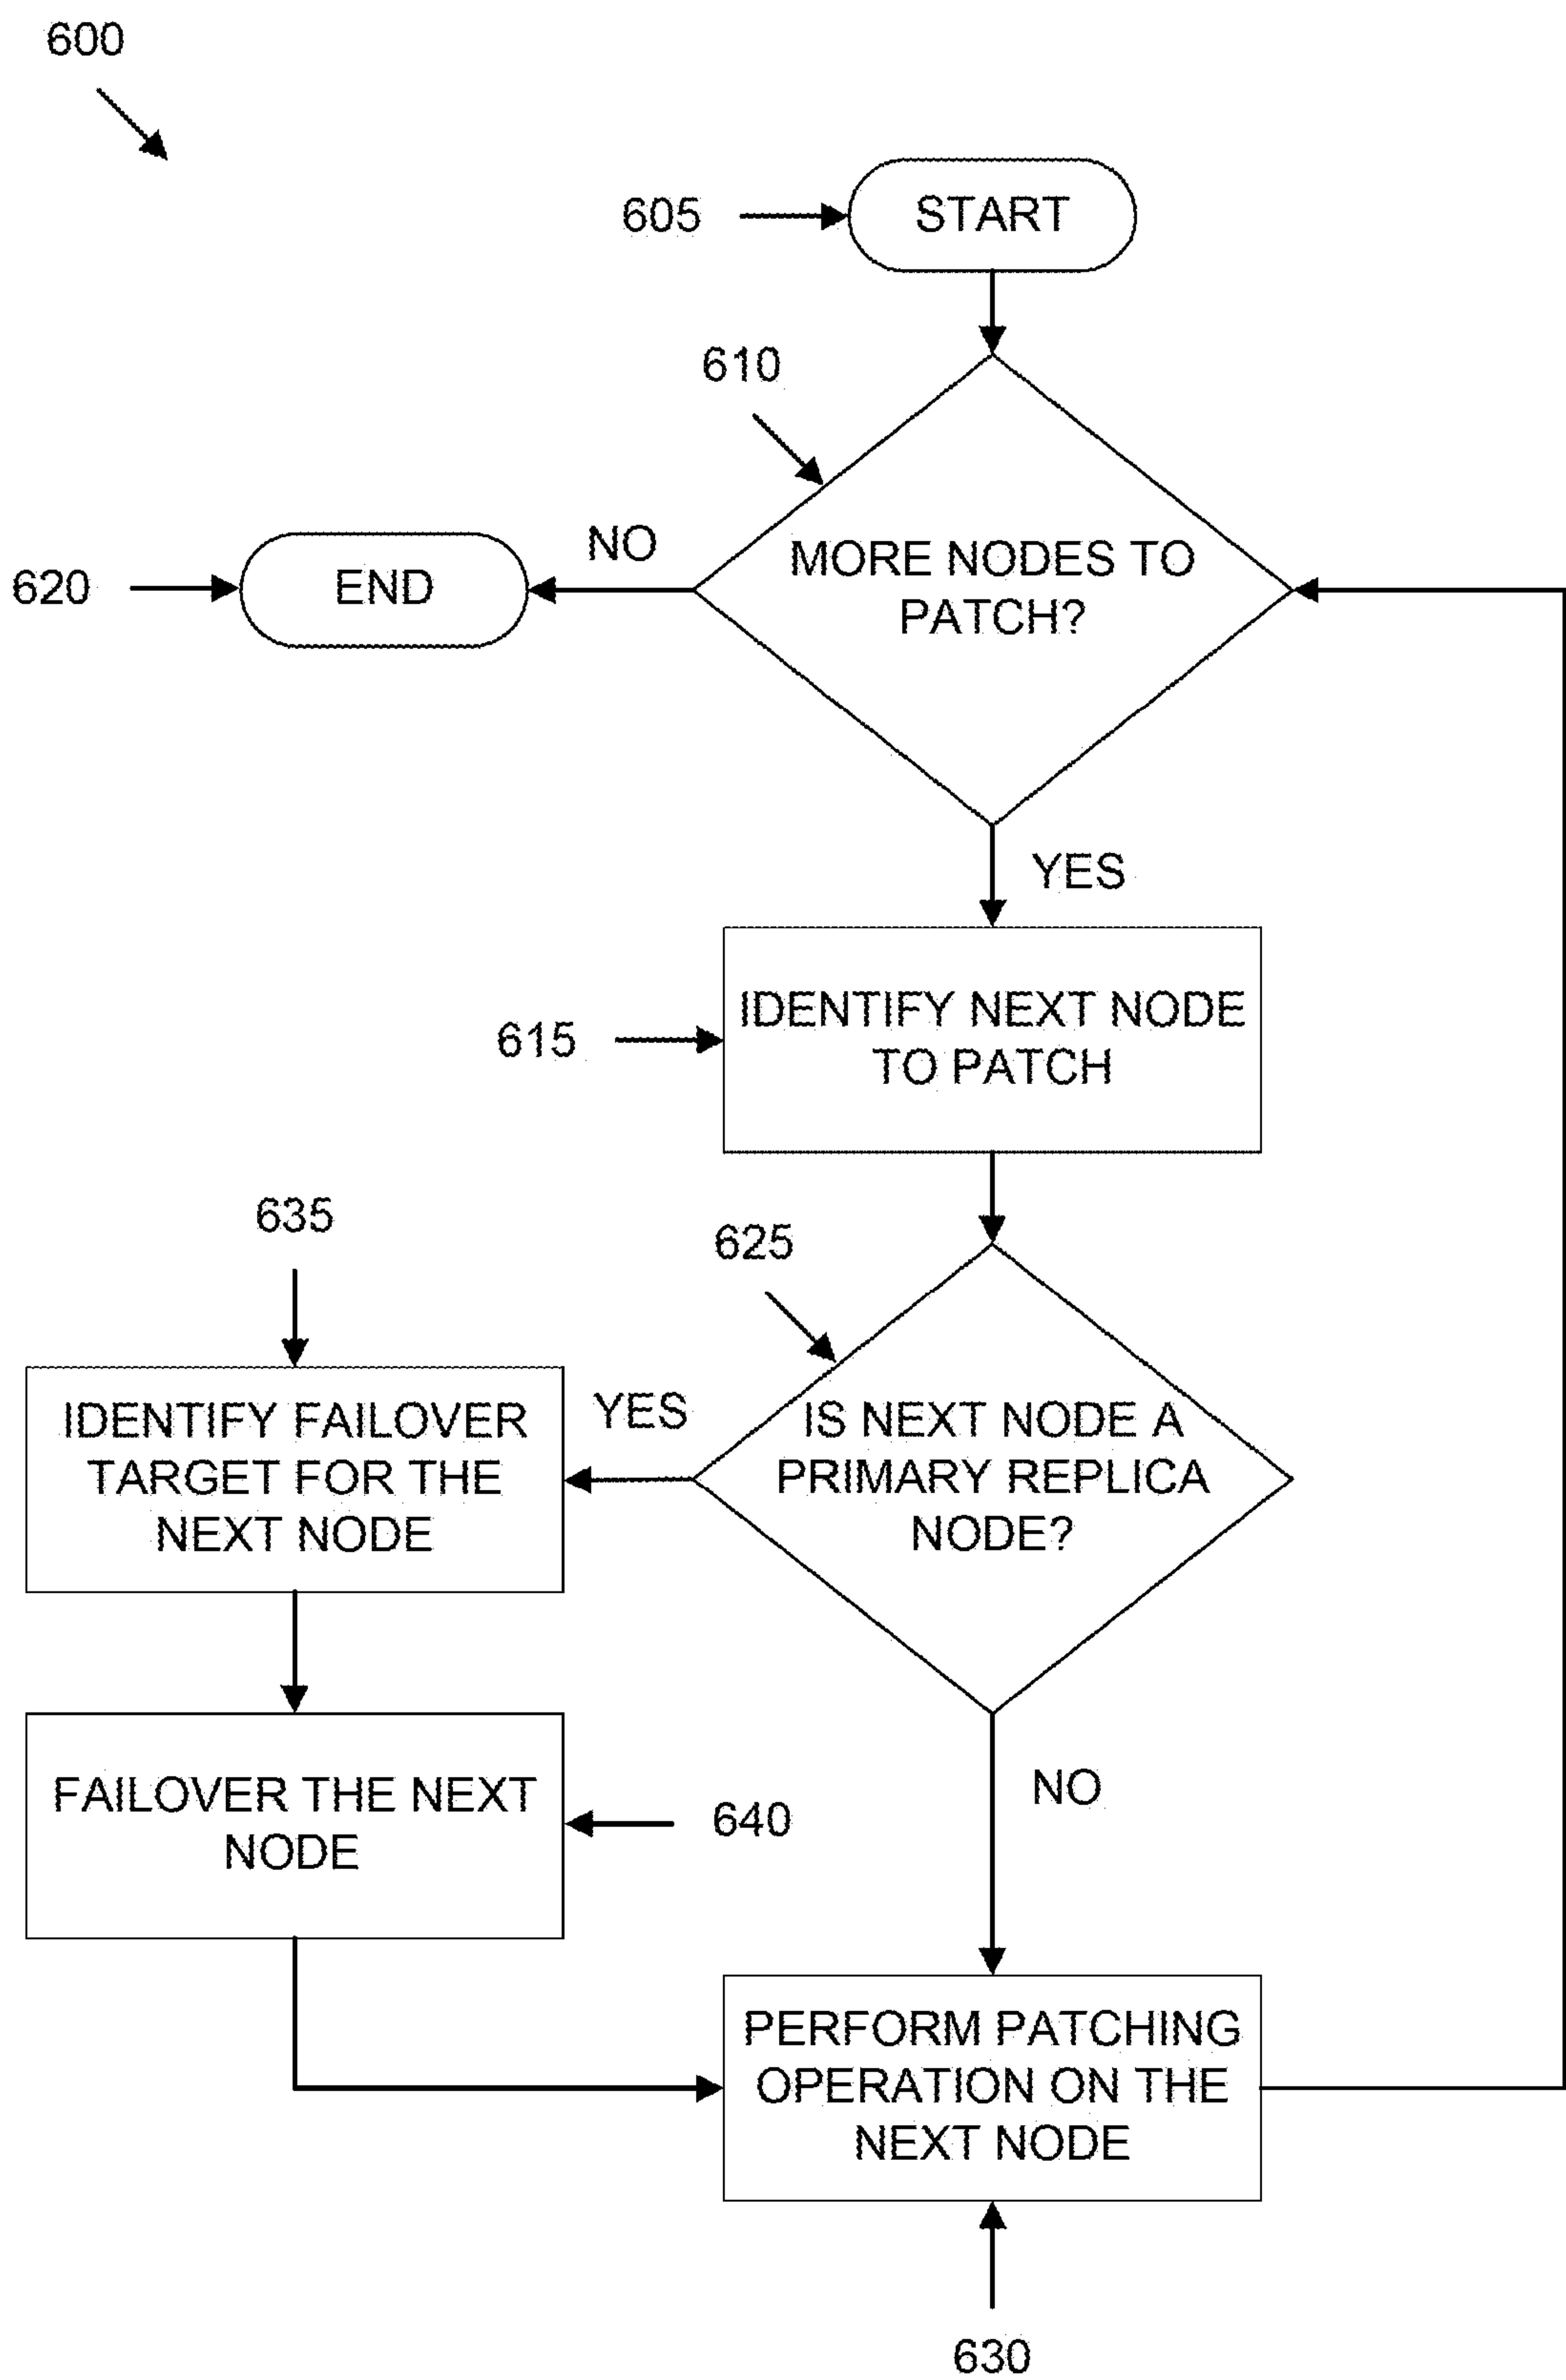 600
605
START
610
MORE NODES TO
PATCH?
NO
620
END
YES
615
IDENTIFY NEXT NODE
TO PATCH
635
625
IDENTIFY FAILOVER
TARGET FOR THE
NEXT NODE
YES
IS NEXT NODE A
PRIMARY REPLICA
NODE?
FAILOVER THE NEXT
NODE
640
NO
PERFORM PATCHING
OPERATION ON THE
NEXT NODE
630